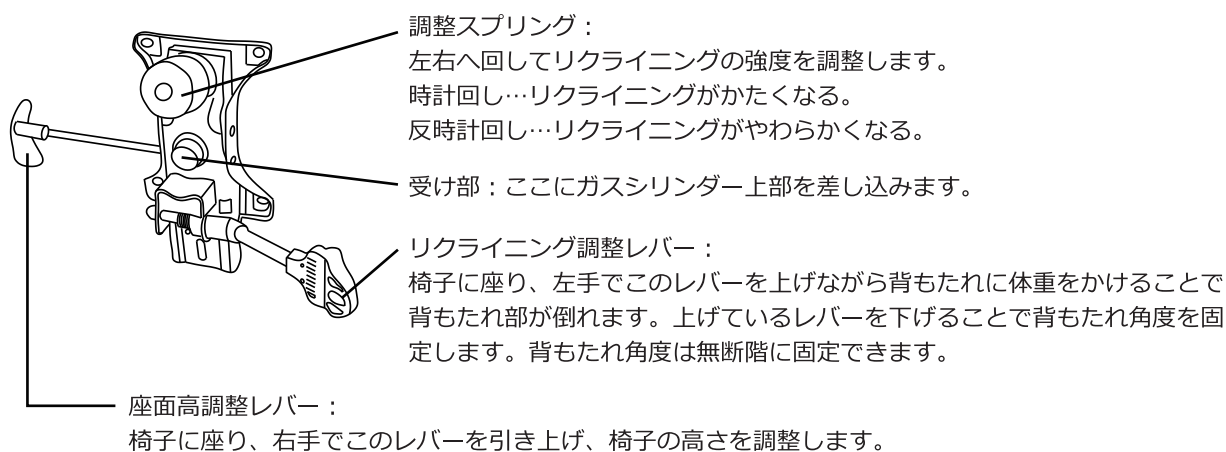 調整スプリング：
左右へ回してリクライニングの強度を調整します。
時計回し…リクライニングがかたくなる。
反時計回し…リクライニングがやわらかくなる。
受け部：ここにガスシリンダー上部を差し込みます。
リクライニング調整レバー：
椅子に座り、左手でこのレバーを上げながら背もたれに体重をかけることで
背もたれ部が倒れます。上げているレバーを下げることで背もたれ角度を固
定します。背もたれ角度は無断階に固定できます。
座面高調整レバー：
椅子に座り、右手でこのレバーを引き上げ、椅子の高さを調整します。